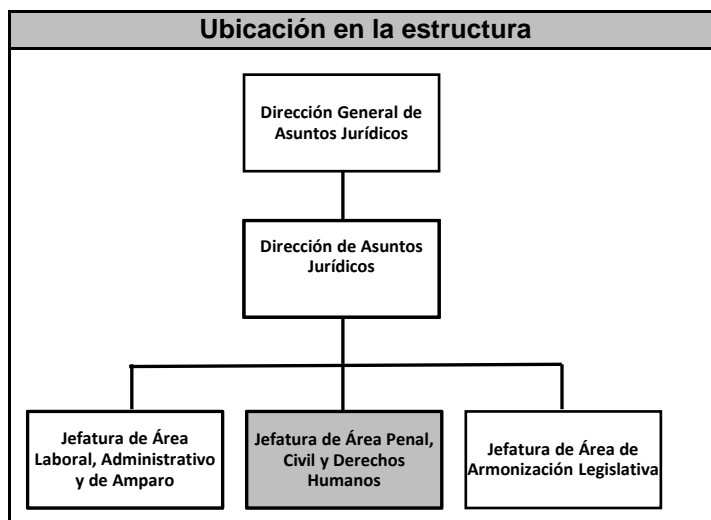 Ubicación en la estructura
Dirección General de
Asuntos Jurídicos
Dirección de Asuntos
Jurídicos
Jefatura de Área
Laboral, Administrativo
y de Amparo
Jefatura de Área Penal,
Civil y Derechos
Humanos
Jefatura de Área de
Armonización Legislativa